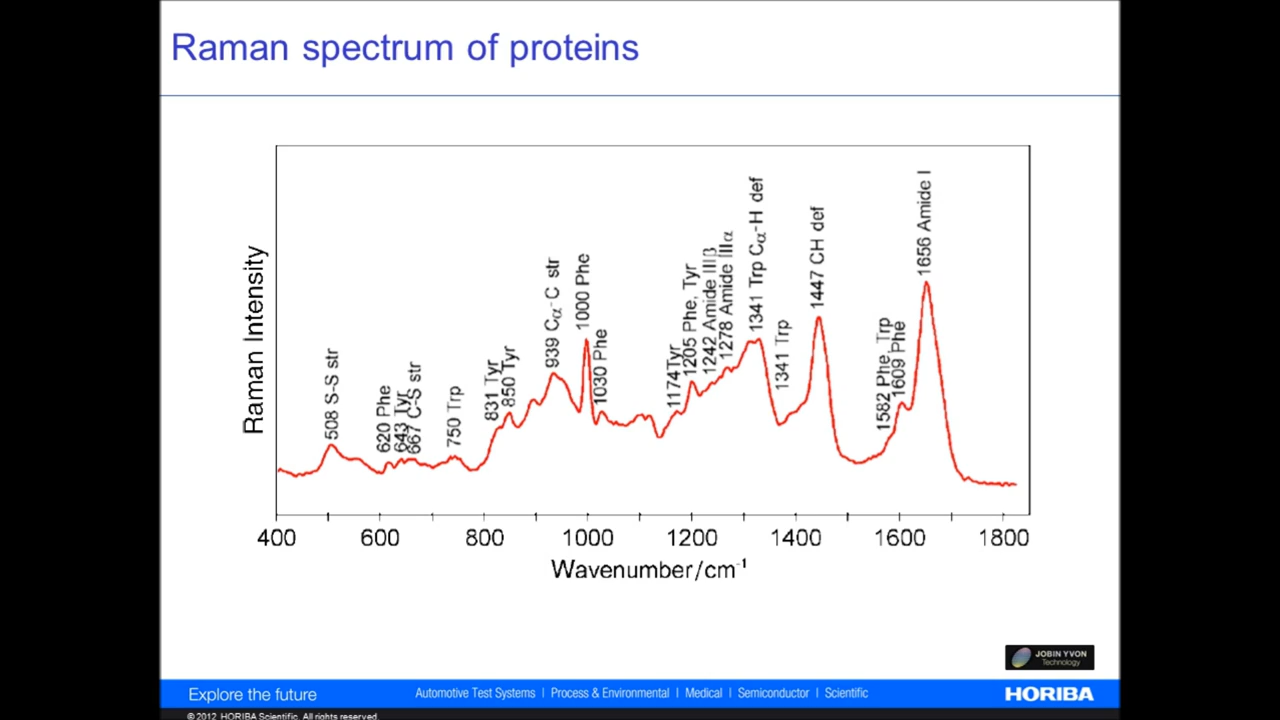 Raman spectrum of proteins
Raman Intensity
508 S-S str
620 Phe
643 Tyr
667 C-S str
750 Trp
831 Tyr
850 Tyr
939 Cα-C str
1000 Phe
1030 Phe
1174Tyr
1205 Phe, Tyr
1242 Amide IIIβ
1278 Amide IIIα
1341 Trp Cα-H def
1341 Trp
1447 CH def
1582 Phe, Trp
1609 Phe
1656 Amide I
400 600 800 1000 1200 1400 1600 1800
Wavenumber/cm⁻¹
JOBIN YVON
Technology
Explore the future
Automotive Test Systems | Process & Environmental | Medical | Semiconductor | Scientific
HORIBA
© 2012 HORIBA Scientific. All rights reserved.